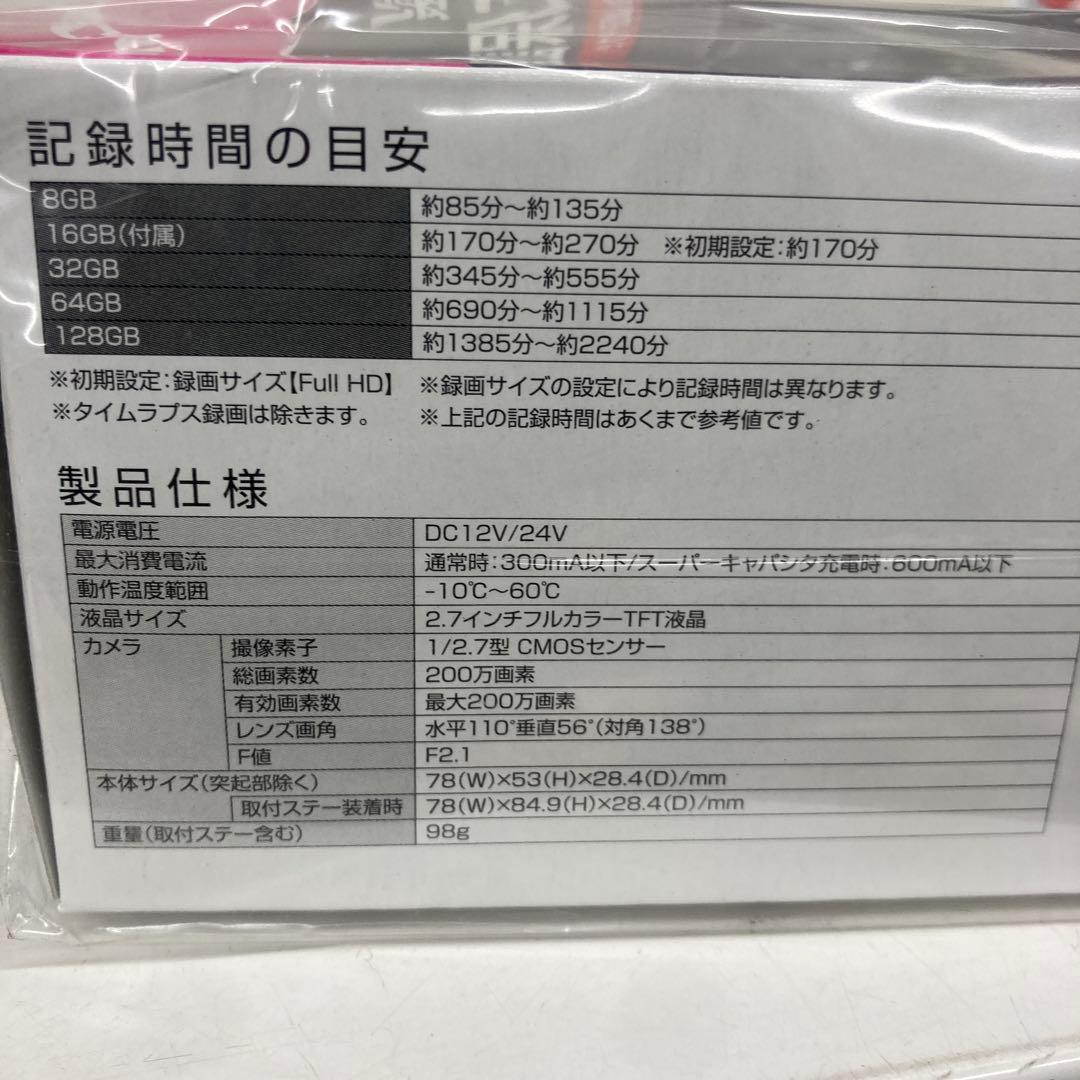 記録時間の目安
8GB 約85分～約135分
16GB(付属) 約170分～約270分 ※初期設定:約170分
32GB 約345分～約555分
64GB 約690分～約1115分
128GB 約1385分～約2240分
※初期設定:録画サイズ【Full HD】 ※録画サイズの設定により記録時間は異なります。
※タイムラプス録画は除きます。 ※上記の記録時間はあくまで参考値です。
製品仕様
電源電圧 DC12V/24V
最大消費電流 通常時:300mA以下/スーパーキャパシタ充電時:600mA以下
動作温度範囲 -10℃～60℃
液晶サイズ 2.7インチフルカラーTFT液晶
カメラ 撮像素子 1/2.7型 CMOSセンサー
総画素数 200万画素
有効画素数 最大200万画素
レンズ画角 水平110°垂直56°(対角138°)
F値 F2.1
本体サイズ(突起部除く) 78(W)×53(H)×28.4(D)/mm
取付ステー装着時 78(W)×84.9(H)×28.4(D)/mm
重量(取付ステー含む) 98g